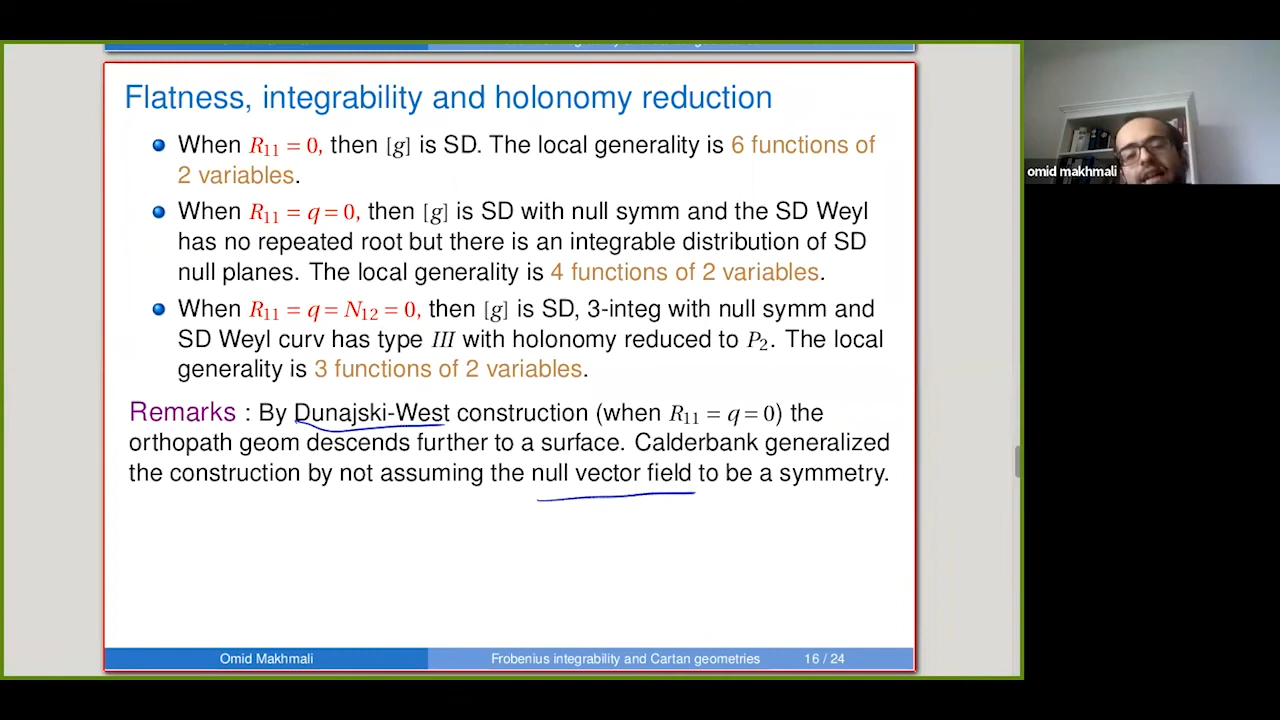 Flatness, integrability and holonomy reduction
When R₁₁ = 0, then [g] is SD. The local generality is 6 functions of
2 variables.
When R₁₁ = q = 0, then [g] is SD with null symm and the SD Weyl
has no repeated root but there is an integrable distribution of SD
null planes. The local generality is 4 functions of 2 variables.
When R₁₁ = q = N₁₂ = 0, then [g] is SD, 3-integ with null symm and
SD Weyl curv has type III with holonomy reduced to P₂. The local
generality is 3 functions of 2 variables.
Remarks : By Dunajski-West construction (when R₁₁ = q = 0) the
orthopath geom descends further to a surface. Calderbank generalized
the construction by not assuming the null vector field to be a symmetry.
Omid Makhmali
Frobenius integrability and Cartan geometries 16 / 24
omid makhmali